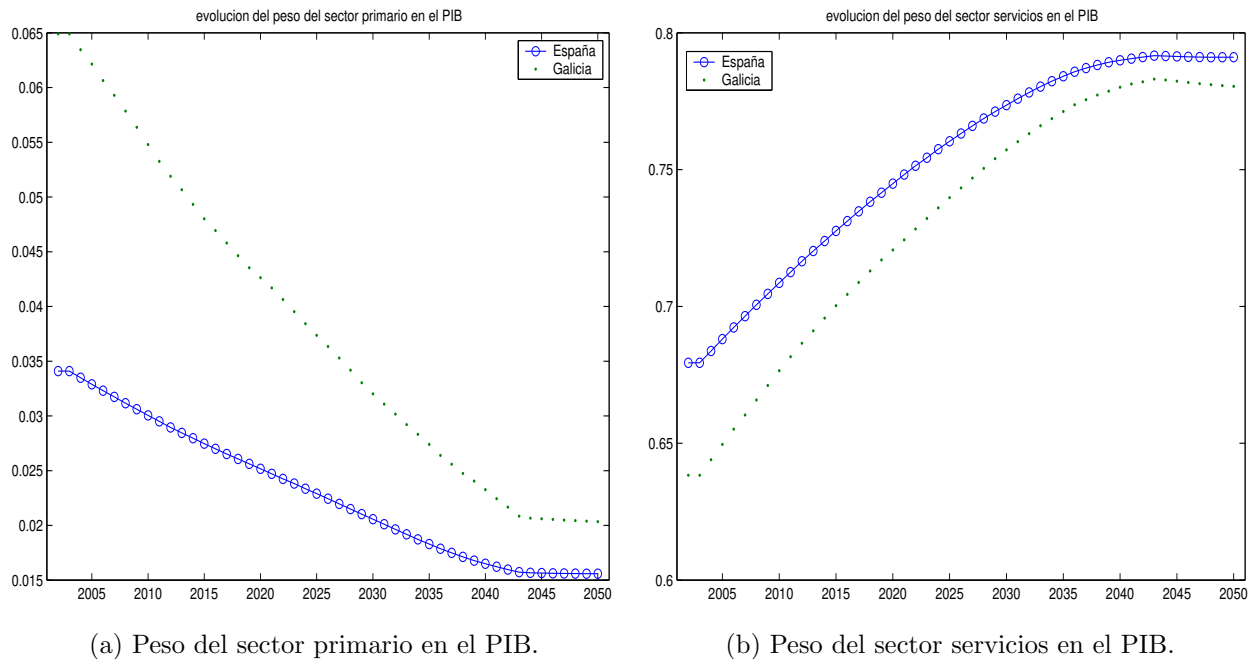 evolucion del peso del sector primario en el PIB
0.065
0.06
0.055
0.05
0.045
0.04
0.035
0.03
0.025
0.02
0.015
2005 2010 2015 2020 2025 2030 2035 2040 2045 2050
España
Galicia
(a) Peso del sector primario en el PIB.
evolucion del peso del sector servicios en el PIB
0.8
0.75
0.7
0.65
0.6
2005 2010 2015 2020 2025 2030 2035 2040 2045 2050
España
Galicia
(b) Peso del sector servicios en el PIB.